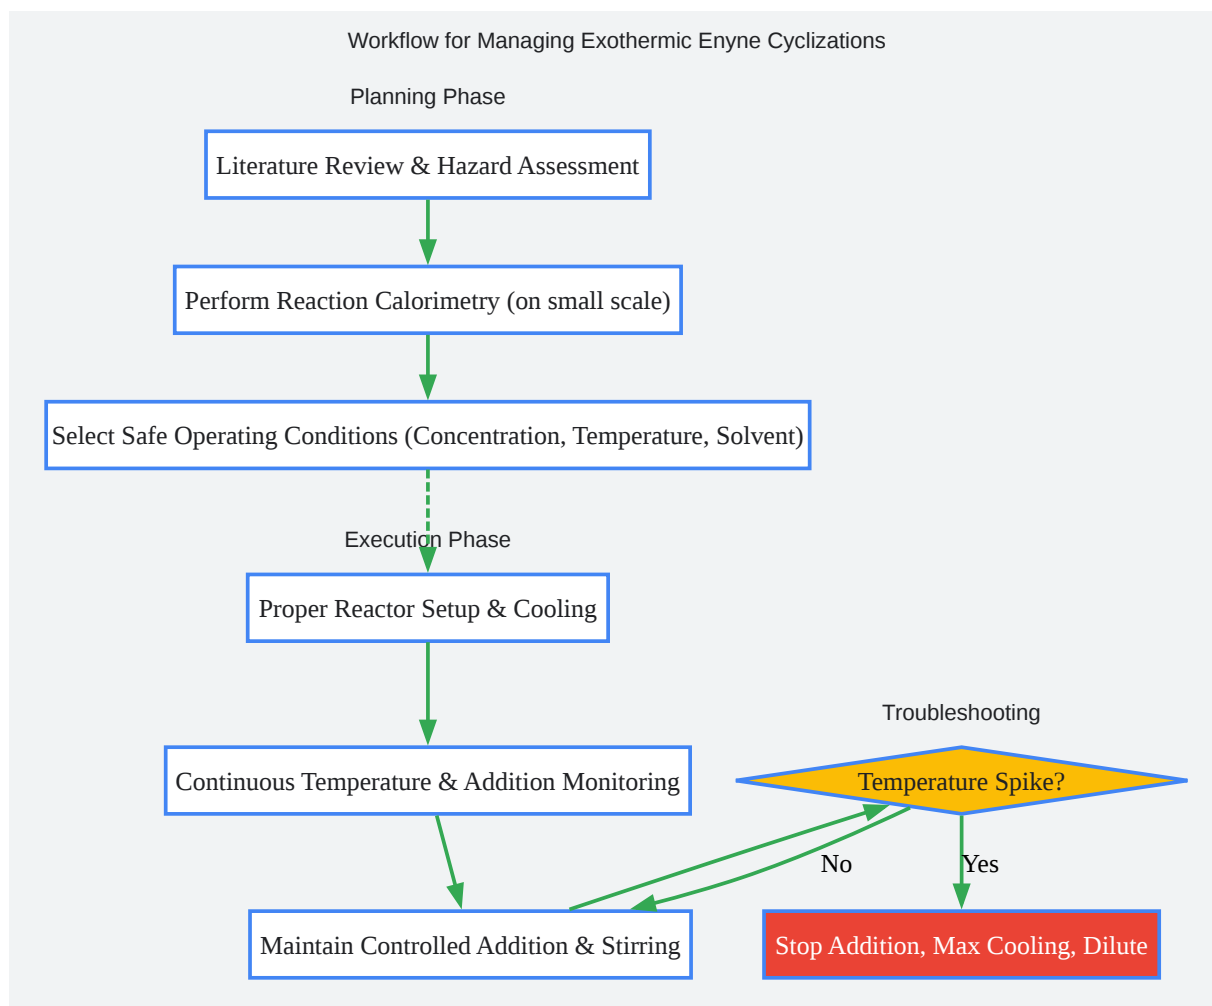 Workflow for Managing Exothermic Enyne Cyclizations
Planning Phase
Literature Review & Hazard Assessment
Perform Reaction Calorimetry (on small scale)
Select Safe Operating Conditions (Concentration, Temperature, Solvent)
Execution Phase
Proper Reactor Setup & Cooling
Troubleshooting
Continuous Temperature & Addition Monitoring
Temperature Spike?
No
Yes
Maintain Controlled Addition & Stirring
Stop Addition, Max Cooling, Dilute